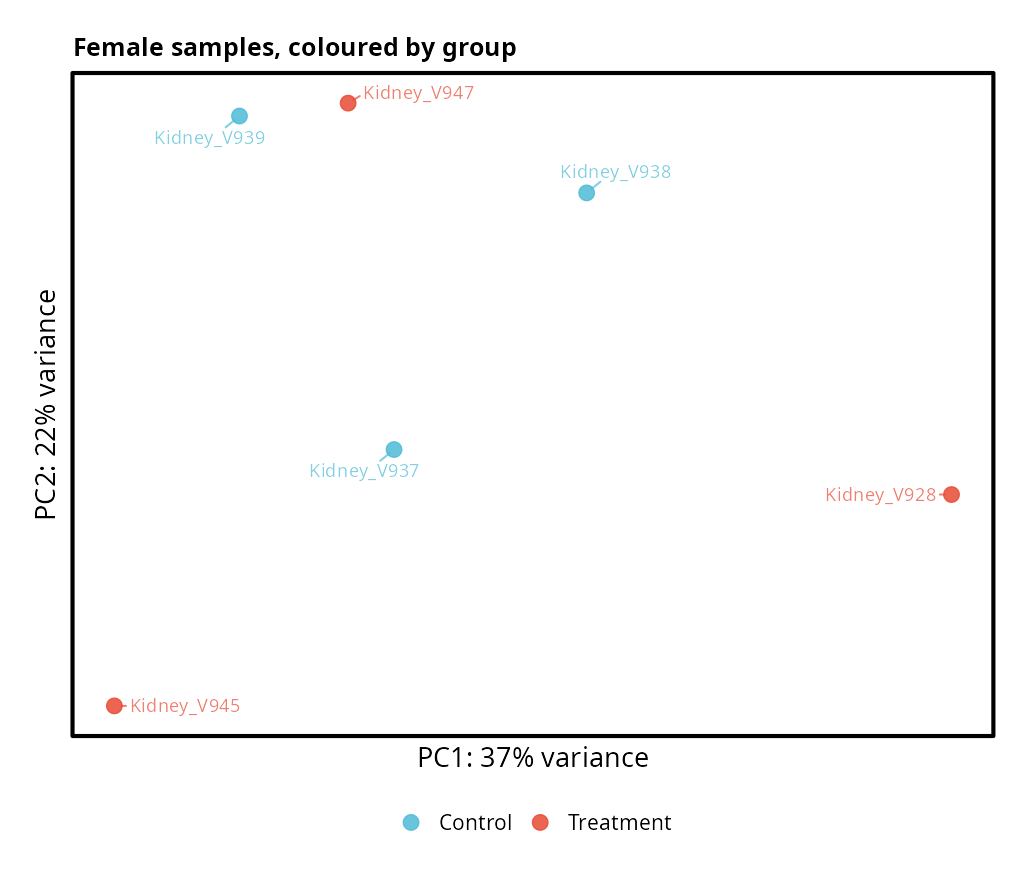 Female samples, coloured by group
Kidney_V947
Kidney_V939
Kidney_V938
PC2: 22% variance
Kidney_V937
Kidney_V928
Kidney_V945
PC1: 37% variance
Control
Treatment